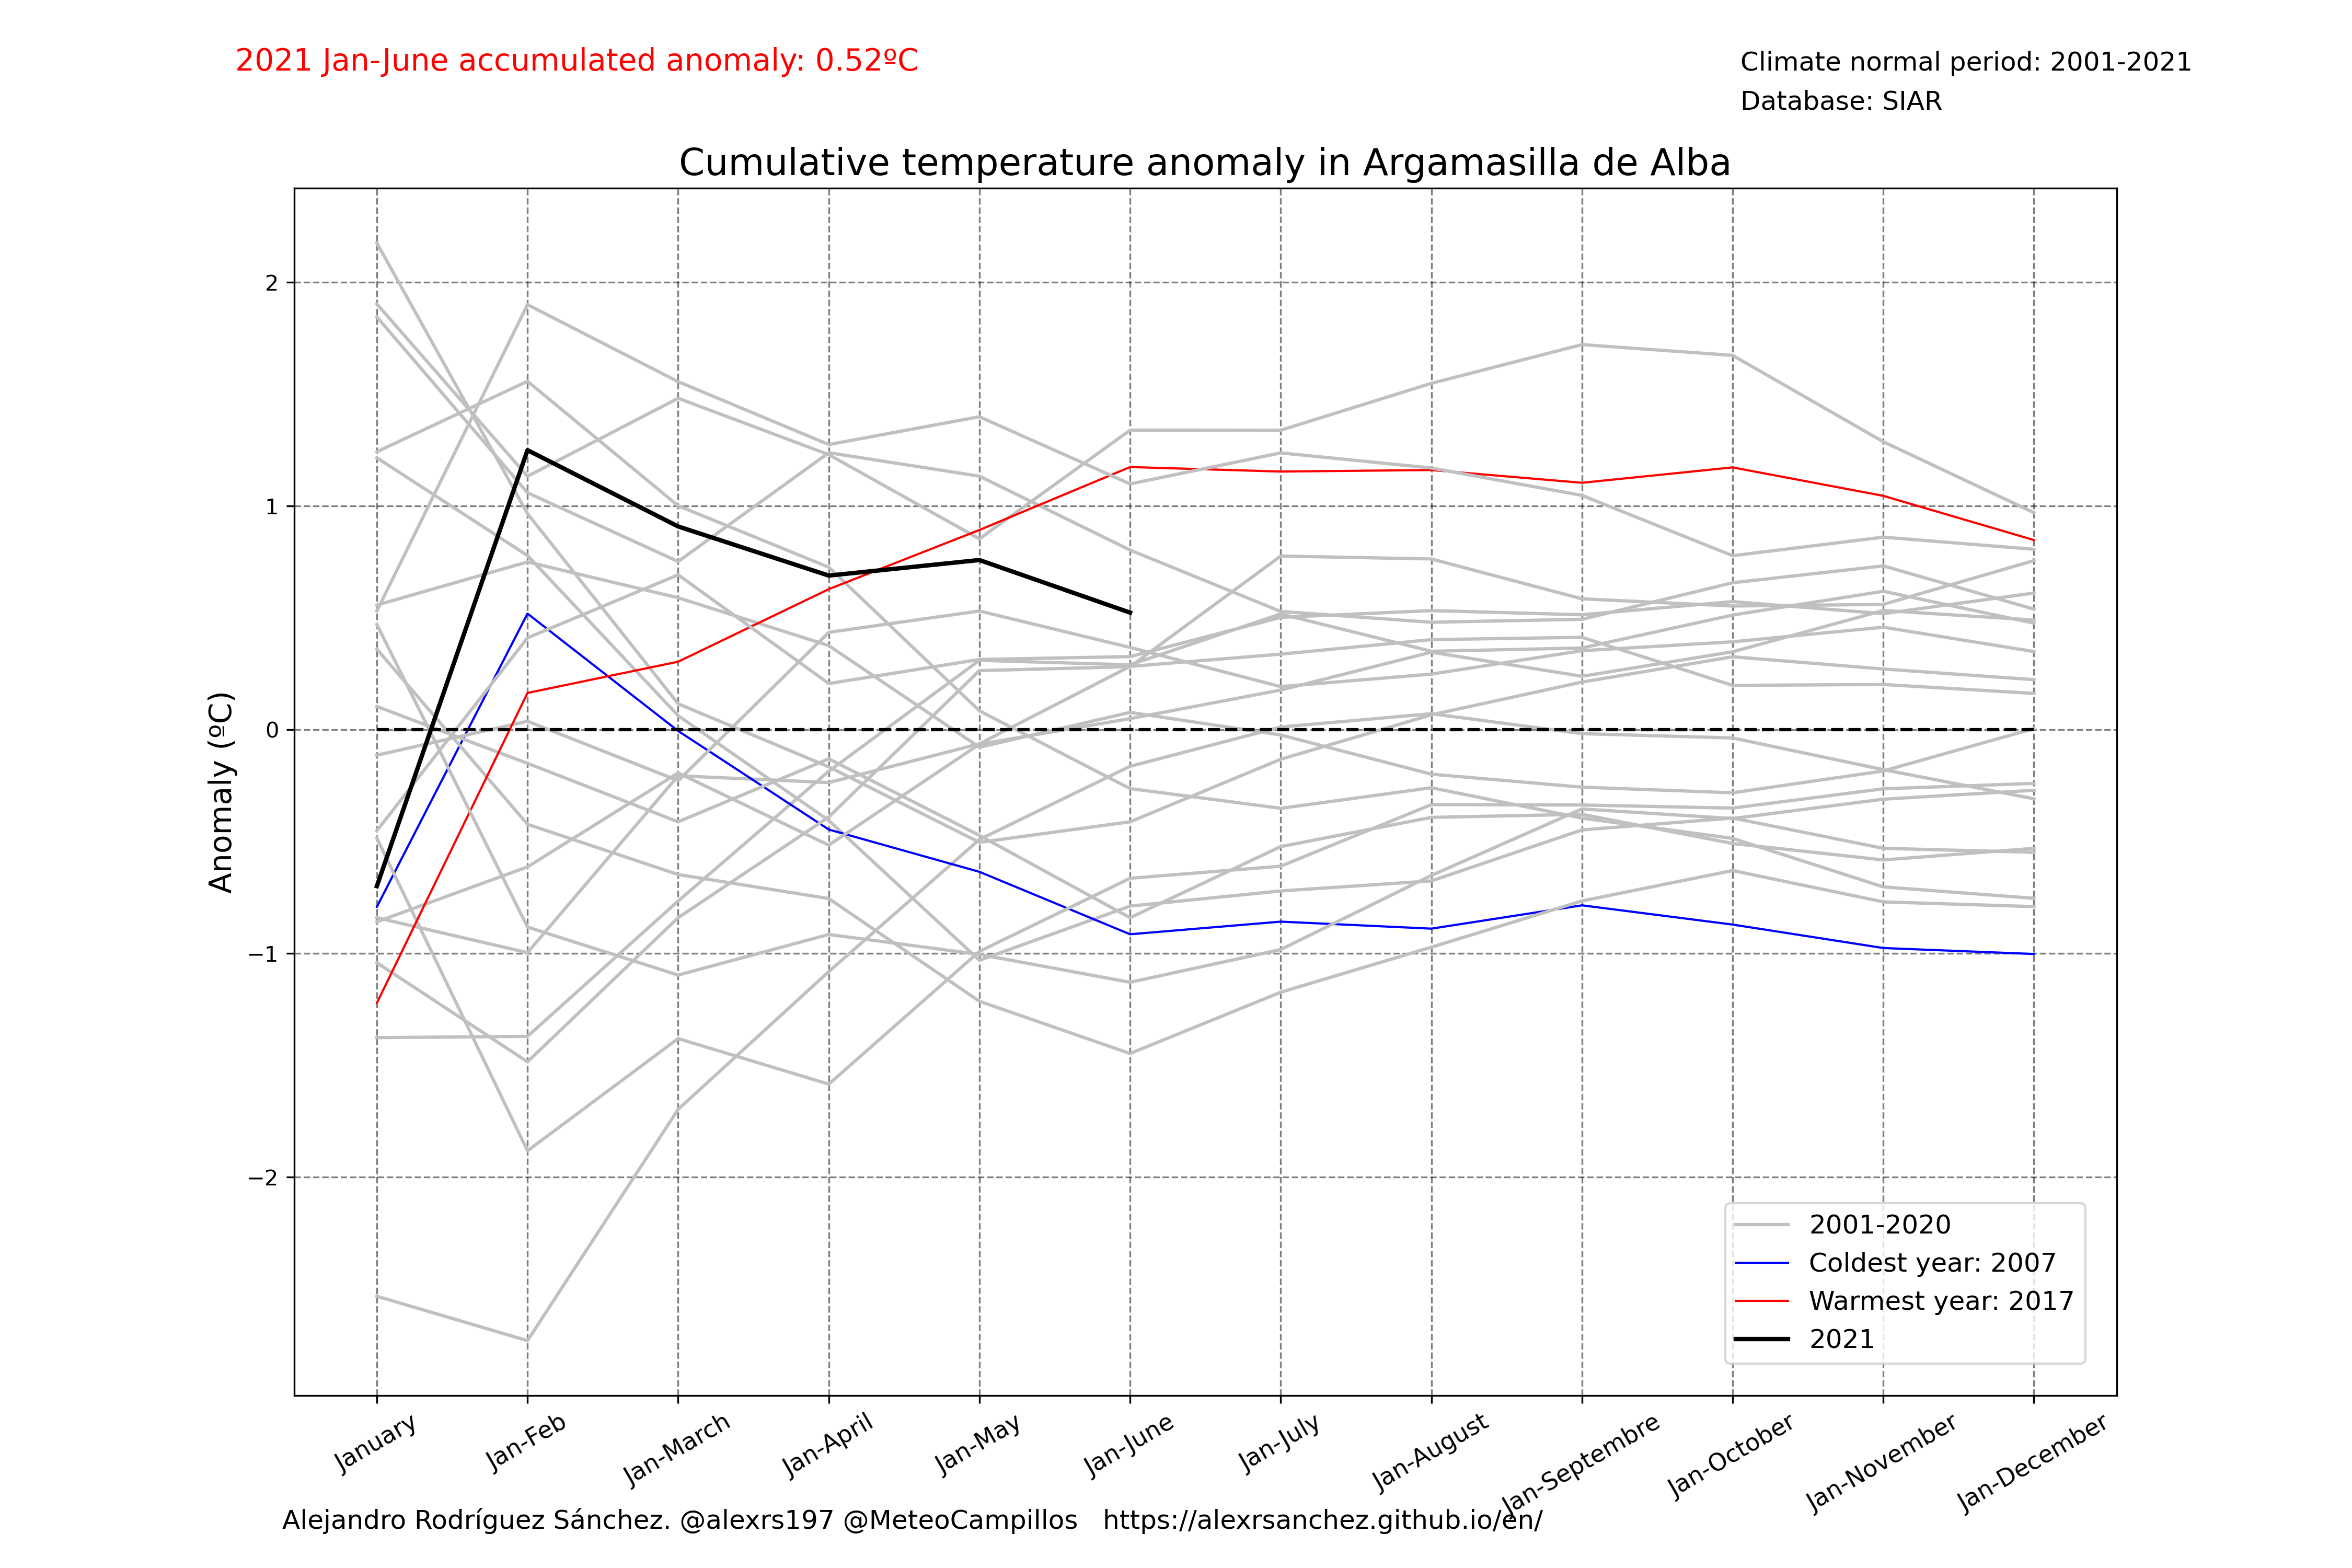 2021 Jan-June accumulated anomaly: 0.52ºC
Climate normal period: 2001-2021
Database: SIAR
Cumulative temperature anomaly in Argamasilla de Alba
Anomaly (ºC)
2
1
0
−1
−2
2001-2020
Coldest year: 2007
Warmest year: 2017
2021
January
Jan-Feb
Jan-March
Jan-April
Jan-May
Jan-June
Jan-July
Jan-August
Jan-Septembre
Jan-October
Jan-November
Jan-December
Alejandro Rodríguez Sánchez. @alexrs197 @MeteoCampillos https://alexrsanchez.github.io/en/